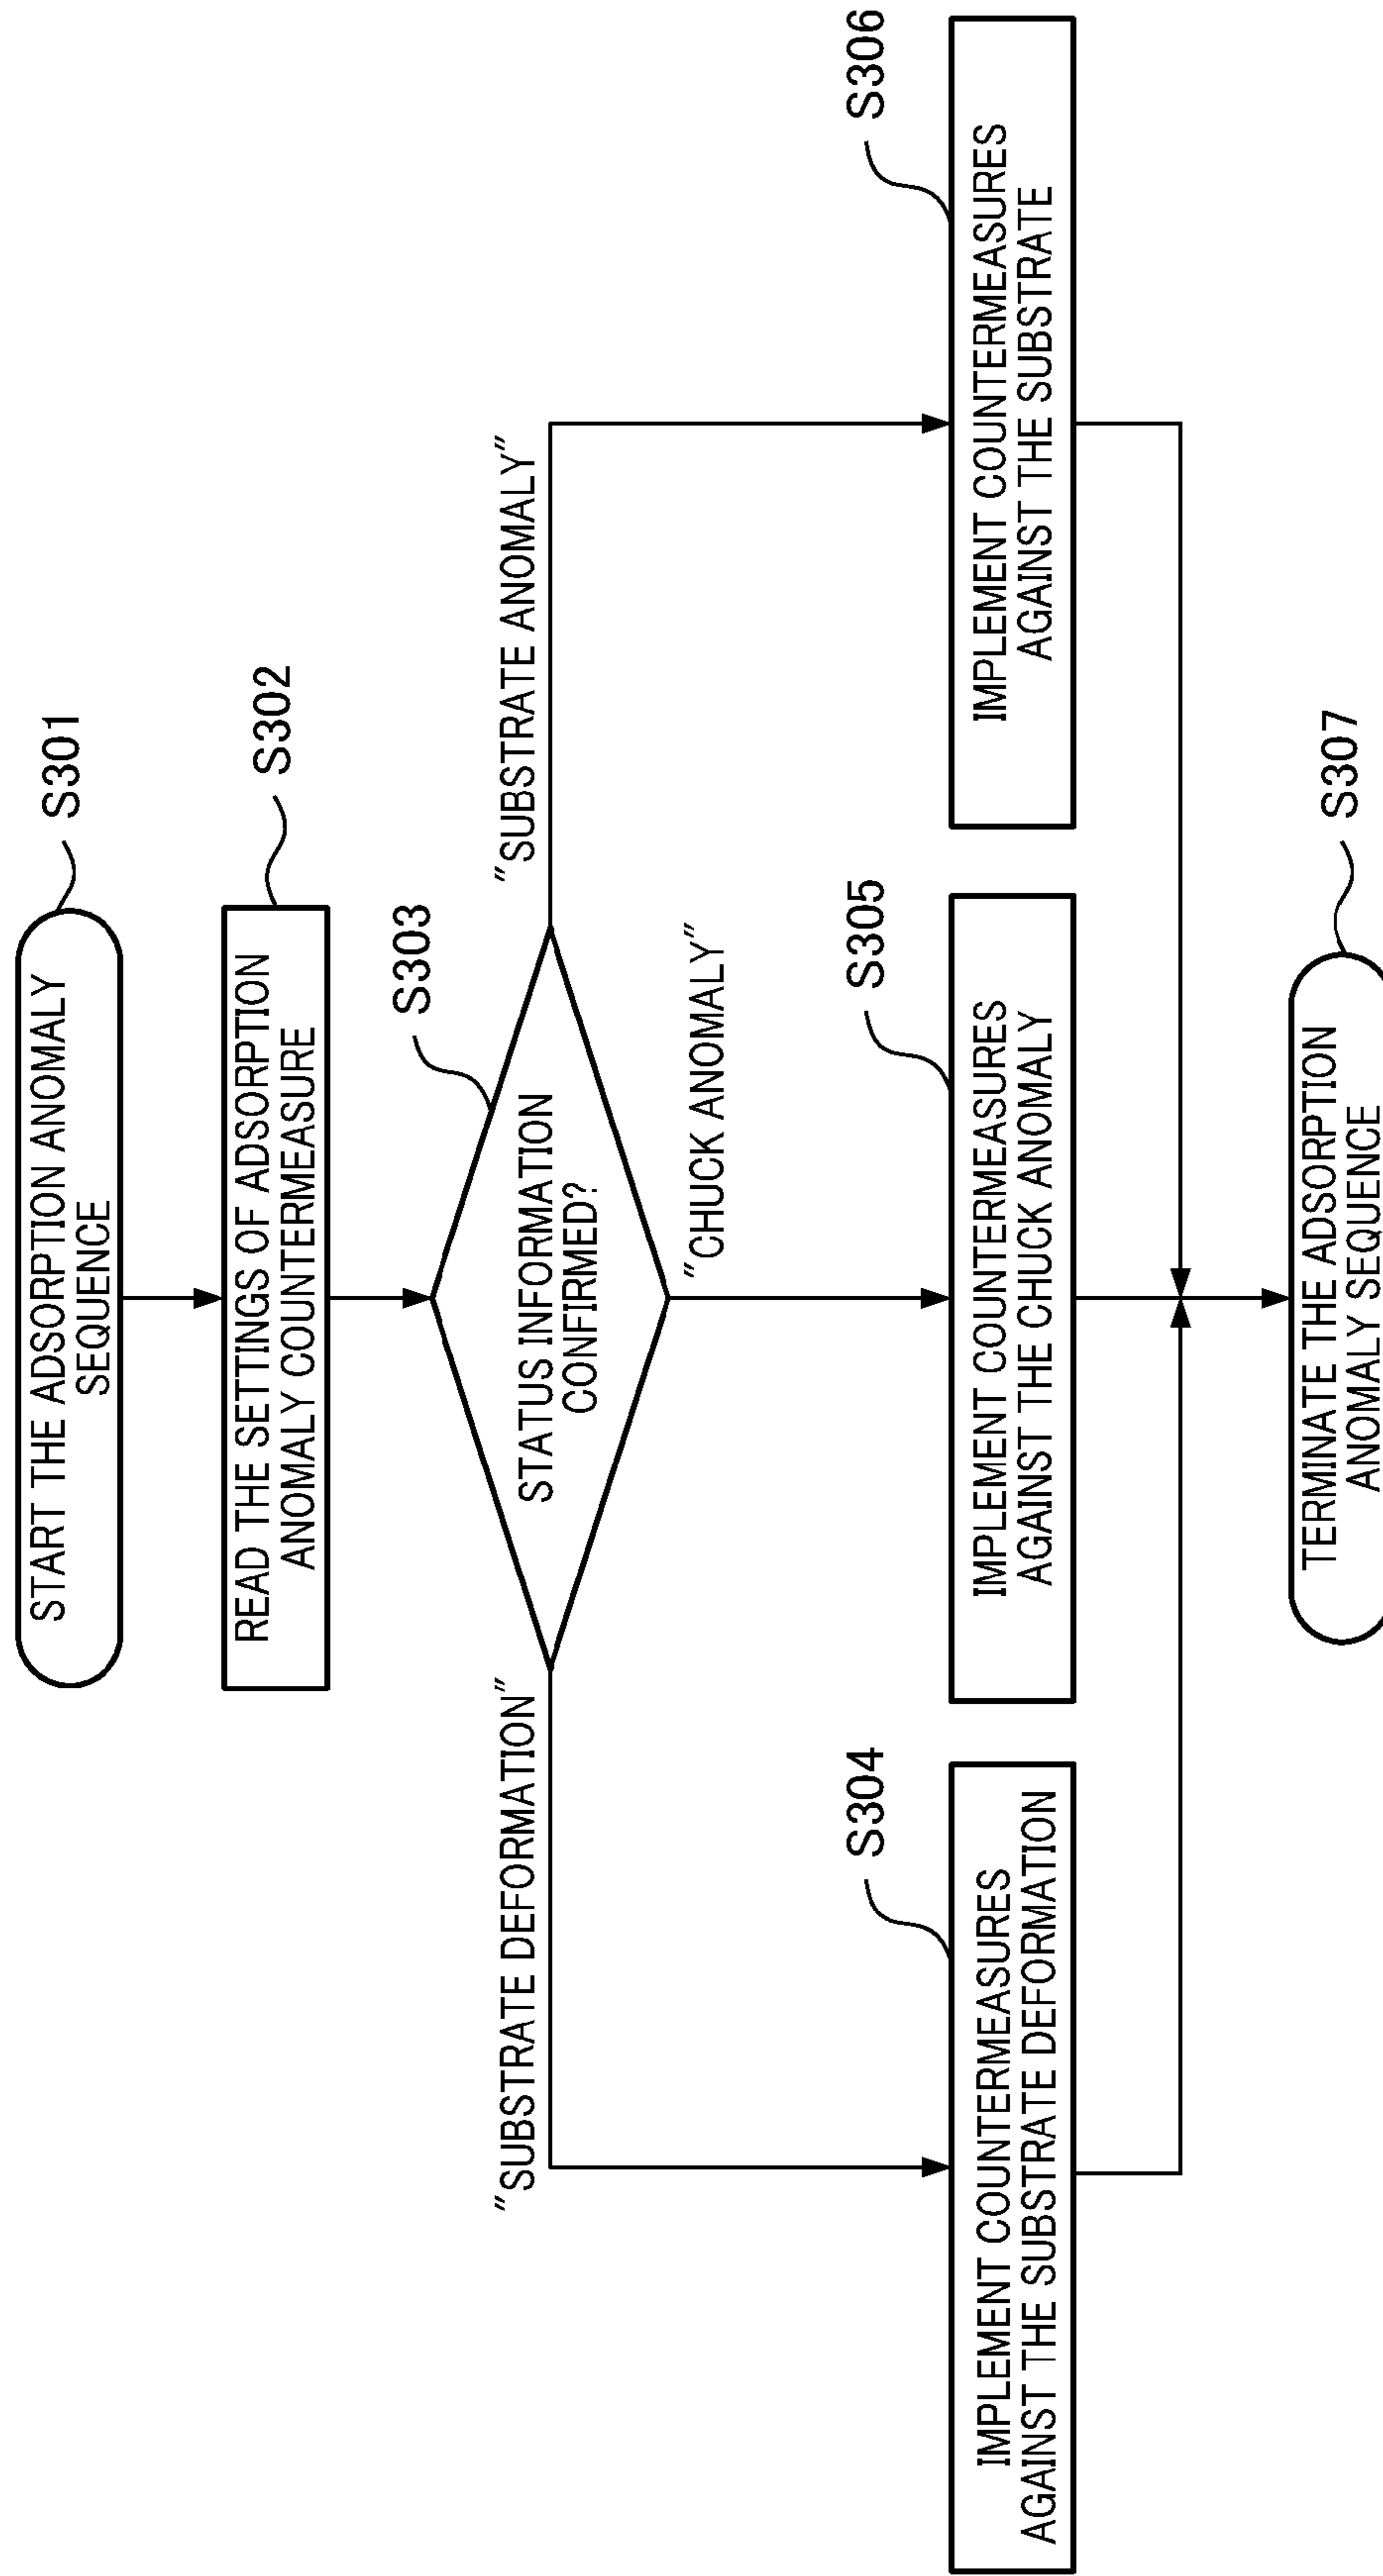 START THE ADSORPTION ANOMALY
SEQUENCE
S301
READ THE SETTINGS OF ADSORPTION
ANOMALY COUNTERMEASURE
S302
STATUS INFORMATION
CONFIRMED?
S303
"SUBSTRATE DEFORMATION"
"CHUCK ANOMALY"
"SUBSTRATE ANOMALY"
S304
IMPLEMENT COUNTERMEASURES
AGAINST THE SUBSTRATE DEFORMATION
S305
IMPLEMENT COUNTERMEASURES
AGAINST THE CHUCK ANOMALY
S306
IMPLEMENT COUNTERMEASURES
AGAINST THE SUBSTRATE
S307
TERMINATE THE ADSORPTION
ANOMALY SEQUENCE